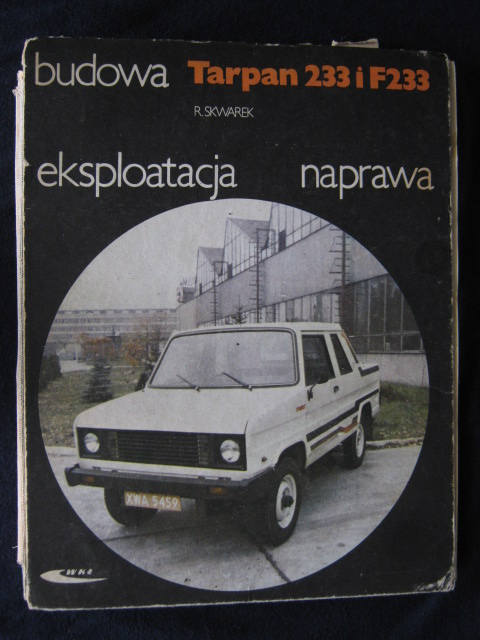 budowa Tarpan 233 i F233
R. SKWAREK
eksploatacja naprawa
XWA 5459
WKŁ